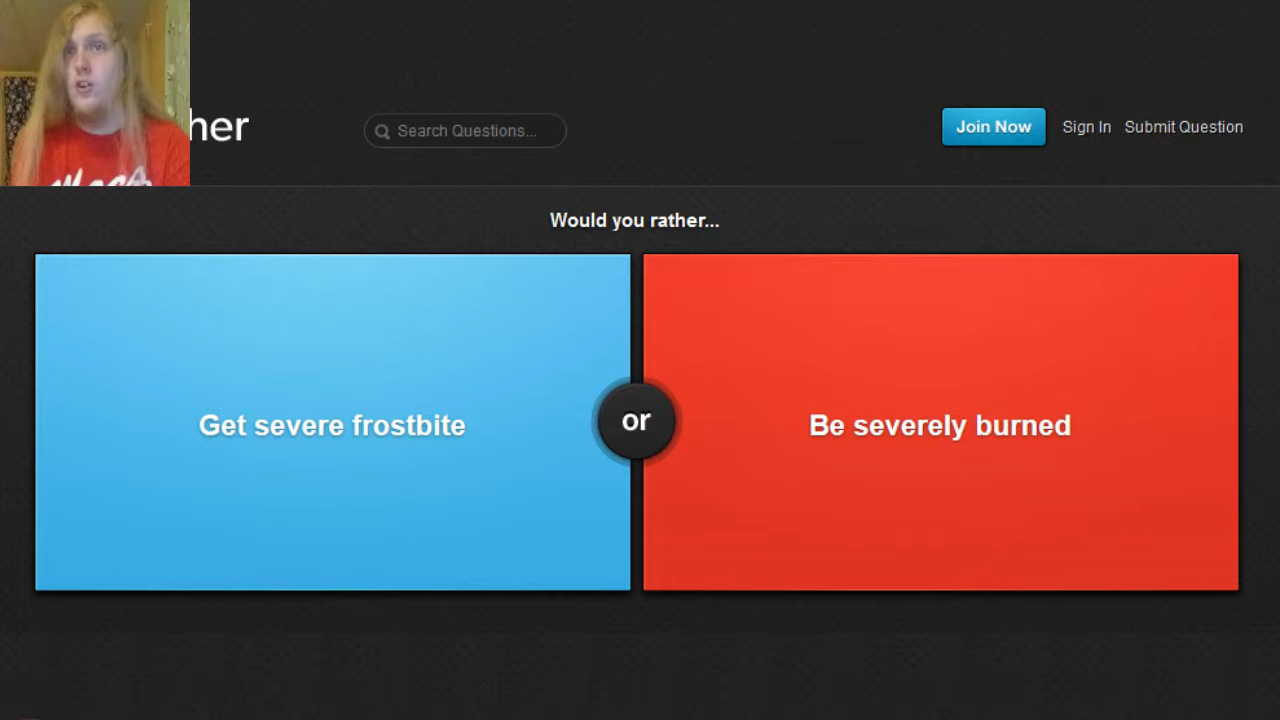 her
Search Questions...
Join Now
Sign In
Submit Question
Would you rather...
Get severe frostbite
or
Be severely burned